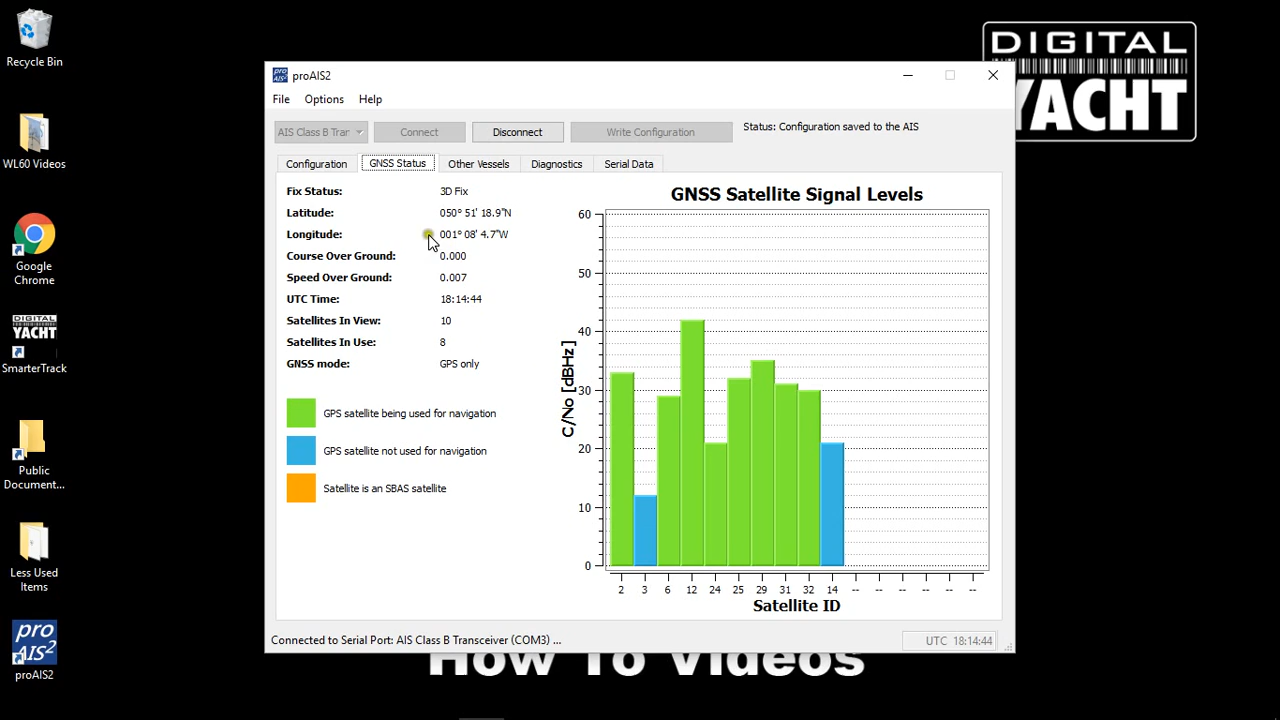 DIGITAL
YACHT
Recycle Bin
WL60 Videos
Google
Chrome
DIGITAL
YACHT
SmarterTrack
Public
Document...
Less Used
Items
pro
AIS2
proAIS2
pro
AIS2
proAIS2
File Options Help
AIS Class B Trar
Connect
Disconnect
Write Configuration
Status: Configuration saved to the AIS
Configuration
GNSS Status
Other Vessels
Diagnostics
Serial Data
Fix Status: 3D Fix
Latitude: 050° 51' 18.9"N
Longitude: 001° 08' 4.7"W
Course Over Ground: 0.000
Speed Over Ground: 0.007
UTC Time: 18:14:44
Satellites In View: 10
Satellites In Use: 8
GNSS mode: GPS only
GPS satellite being used for navigation
GPS satellite not used for navigation
Satellite is an SBAS satellite
GNSS Satellite Signal Levels
60
50
40
30
20
10
0
C/No [dBHz]
2 3 6 12 24 25 29 31 32 14 -- -- -- -- -- --
Satellite ID
Connected to Serial Port: AIS Class B Transceiver (COM3) ...
UTC 18:14:44
How To Videos